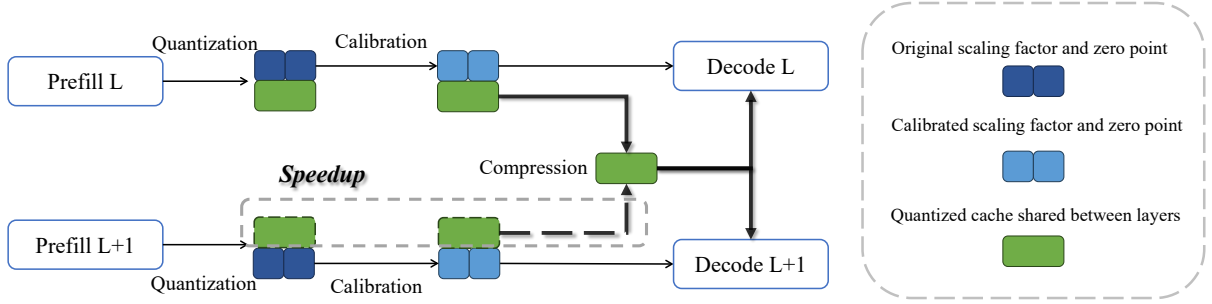 Quantization
Calibration
Prefill L
Decode L
Compression
Speedup
Prefill L+1
Decode L+1
Quantization
Calibration
Original scaling factor and zero point
Calibrated scaling factor and zero point
Quantized cache shared between layers